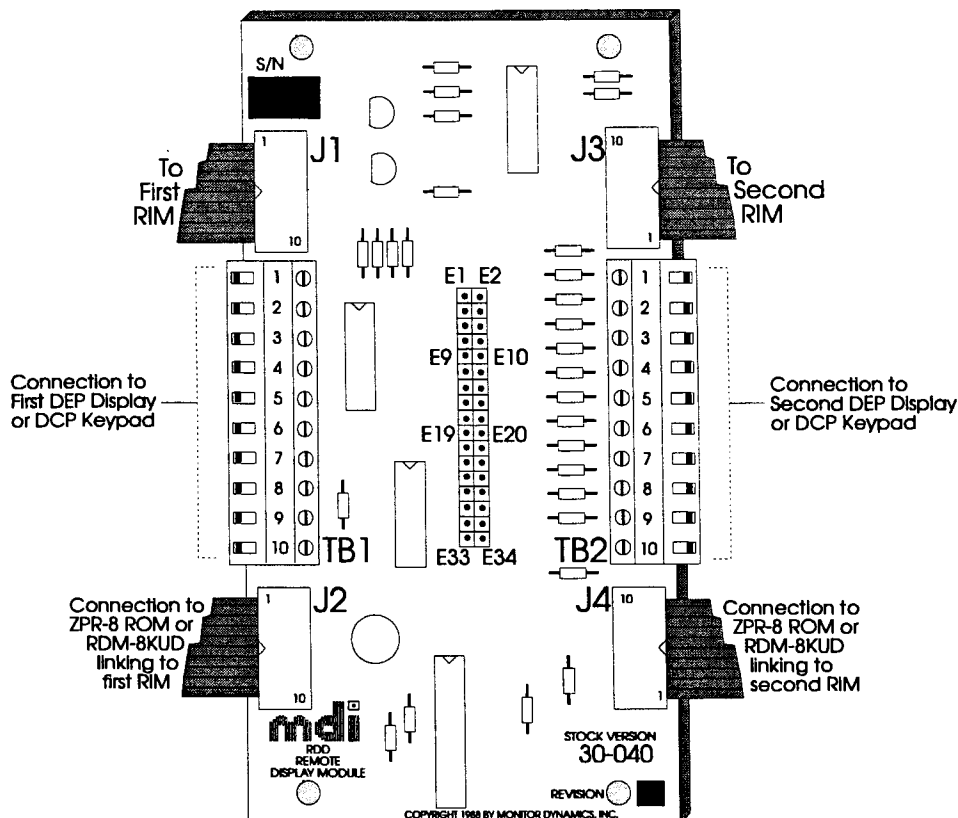 S/N
1
J1
10
To
First
RIM
10
J3
1
To
Second
RIM
1
2
3
4
5
6
7
8
9
10
TB1
Connection to
First DEP Display
or DCP Keypad
E1 E2
E9 E10
E19 E20
E33 E34
1
2
3
4
5
6
7
8
9
10
TB2
Connection to
Second DEP Display
or DCP Keypad
1
J2
10
Connection to
ZPR-8 ROM or
RDM-8KUD
linking to
first RIM
10
J4
1
Connection to
ZPR-8 ROM or
RDM-8KUD
linking to
second RIM
mdi
RDD
REMOTE
DISPLAY MODULE
STOCK VERSION
30-040
REVISION
COPYRIGHT 1988 BY MONITOR DYNAMICS, INC.